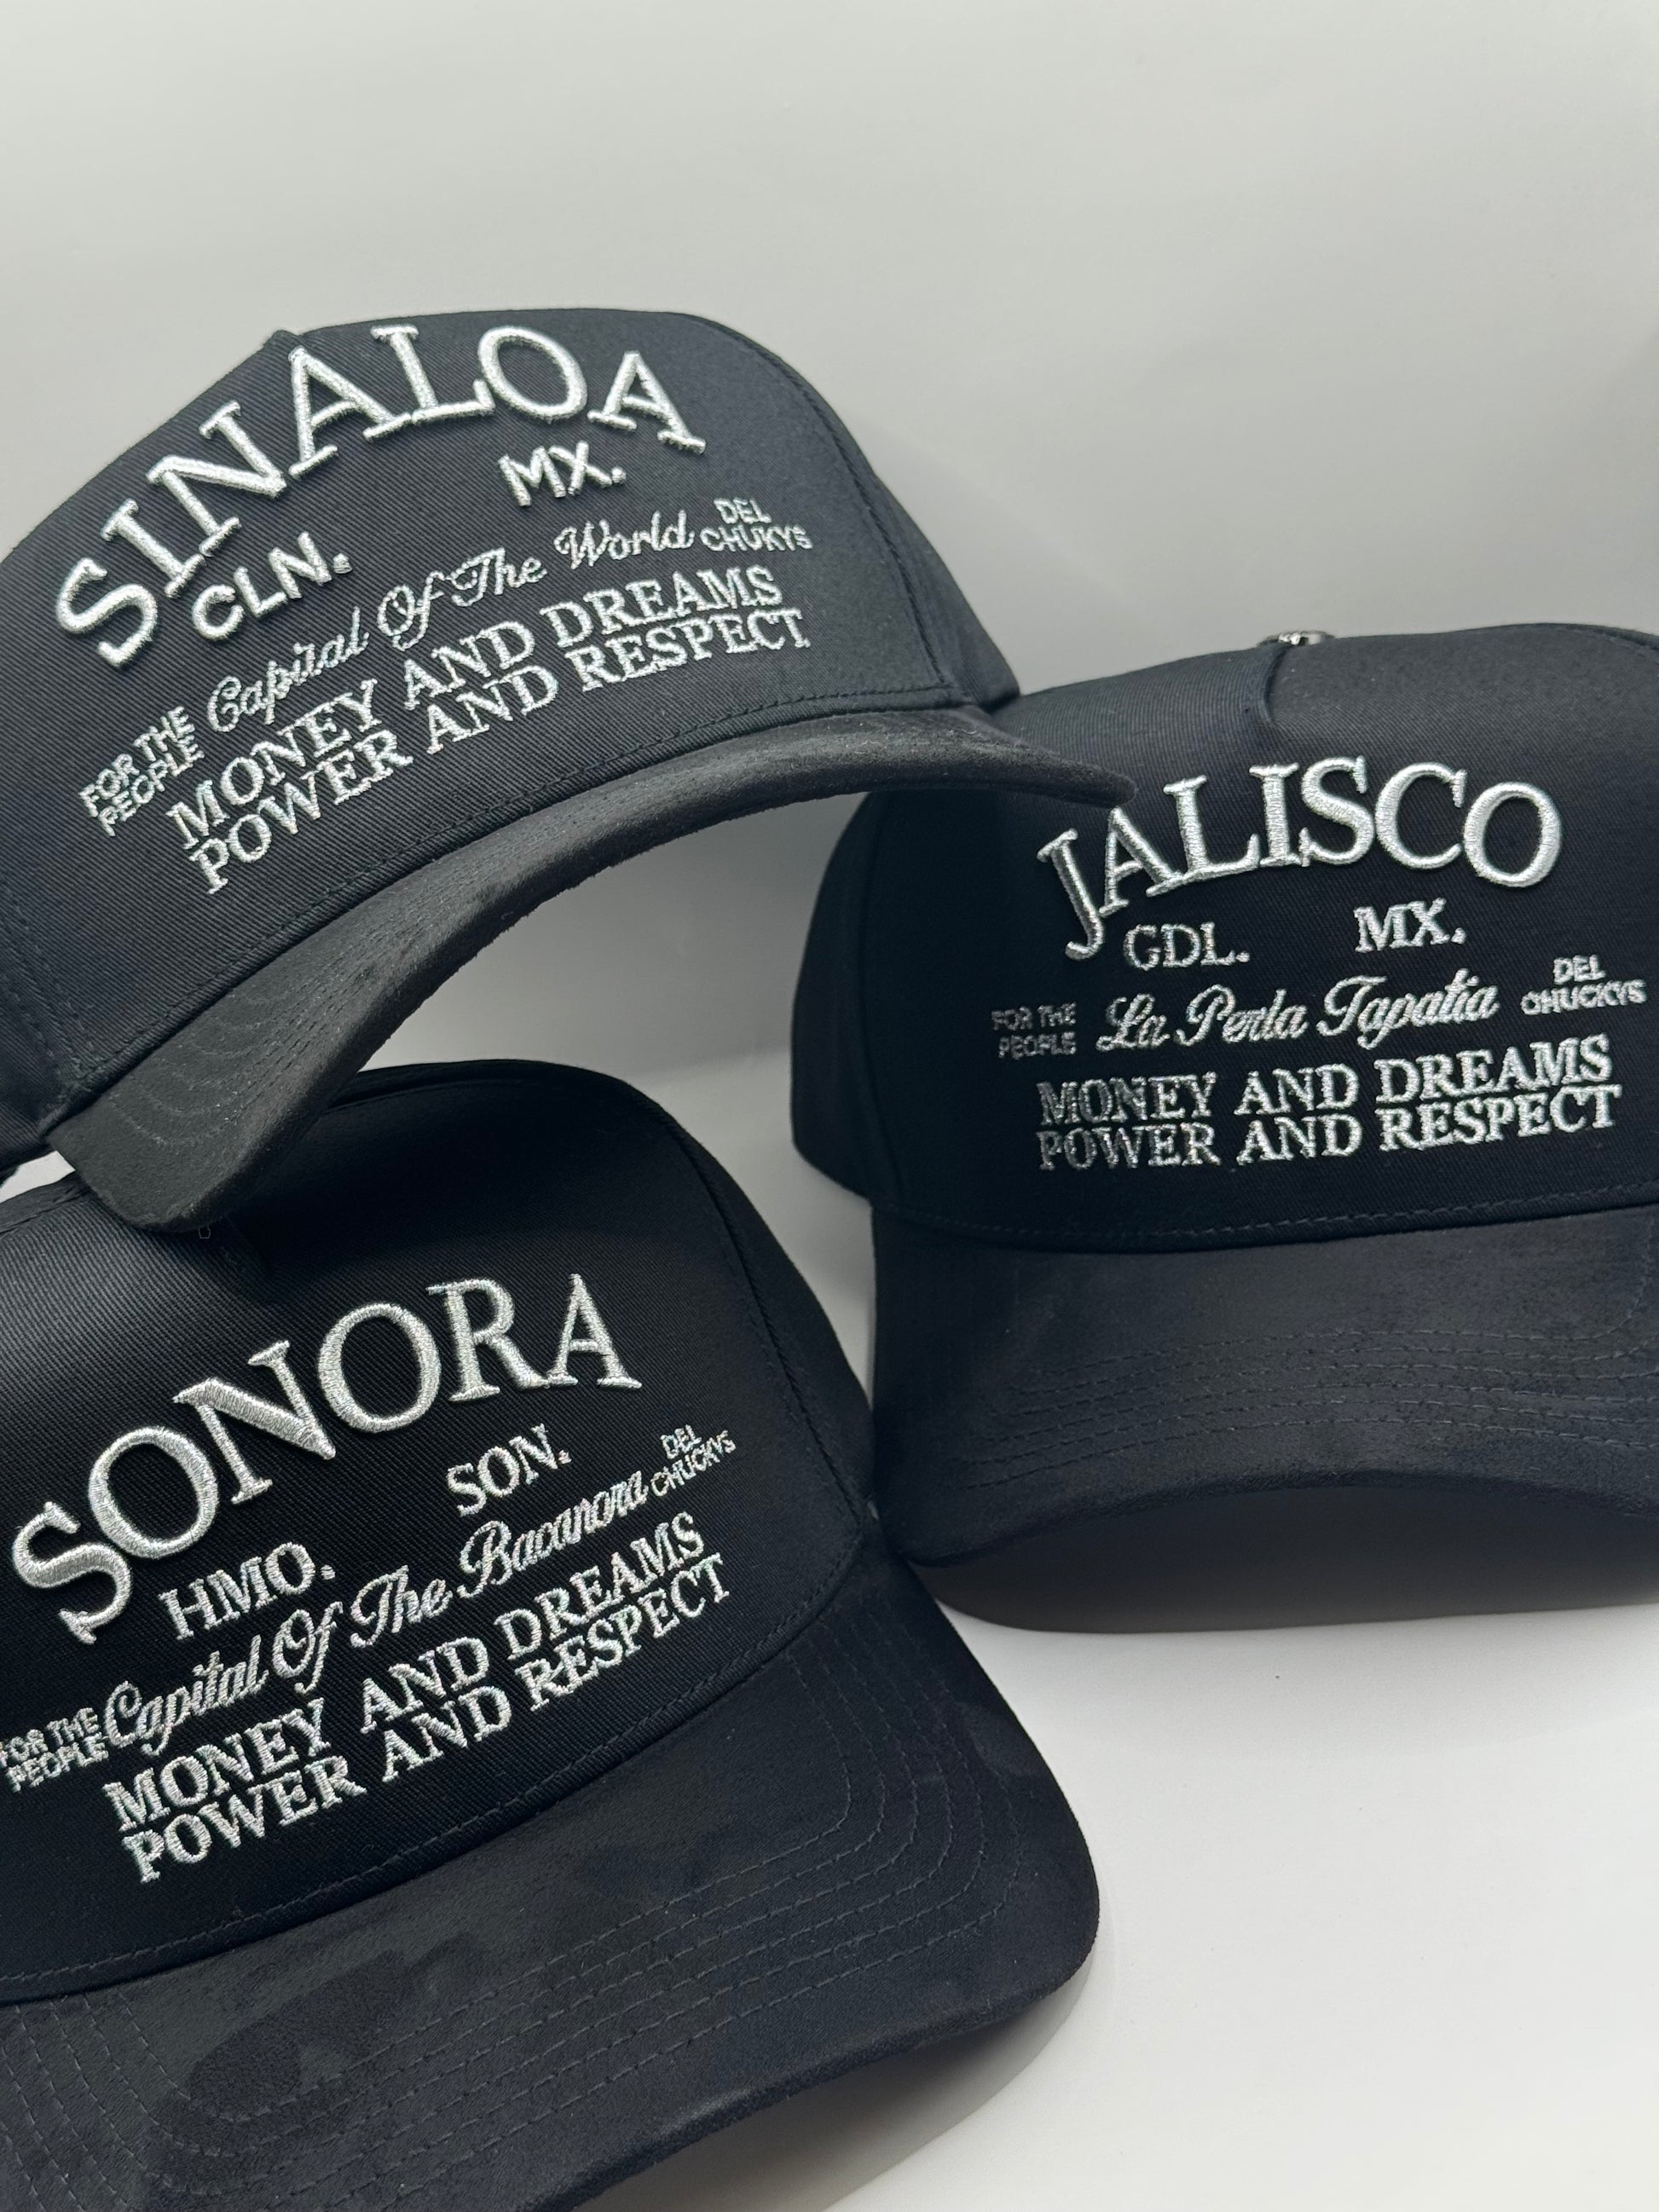 SINALOA
CLN. MX.
FOR THE PEOPLE Capital Of The World DEL CHUKYS
MONEY AND DREAMS
POWER AND RESPECT
JALISCO
GDL. MX.
FOR THE PEOPLE La Perla Tapatia DEL CHUCKYS
MONEY AND DREAMS
POWER AND RESPECT
SONORA
HMO. SON.
FOR THE PEOPLE Capital Of The Bacanora DEL CHUCKYS
MONEY AND DREAMS
POWER AND RESPECT